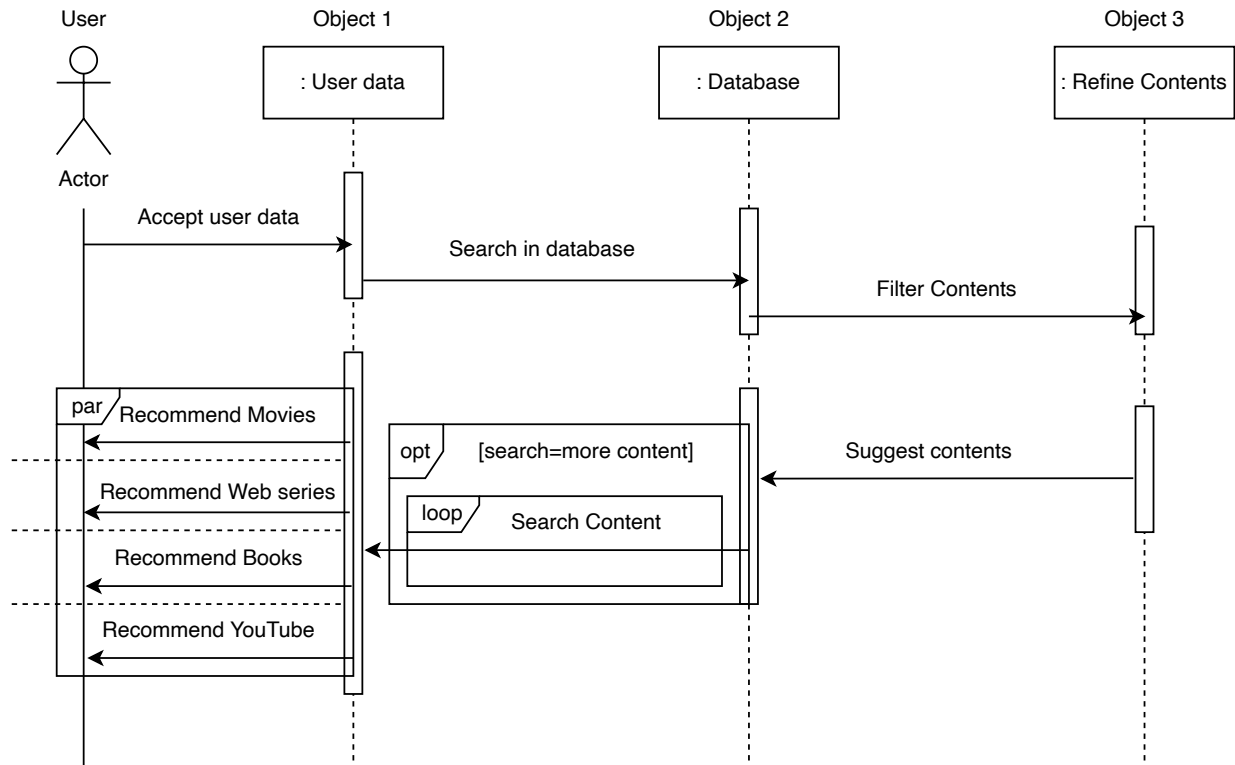 User
Object 1
Object 2
Object 3
: User data
: Database
: Refine Contents
Actor
Accept user data
Search in database
Filter Contents
par
Recommend Movies
opt
[search=more content]
Suggest contents
Recommend Web series
loop
Search Content
Recommend Books
Recommend YouTube